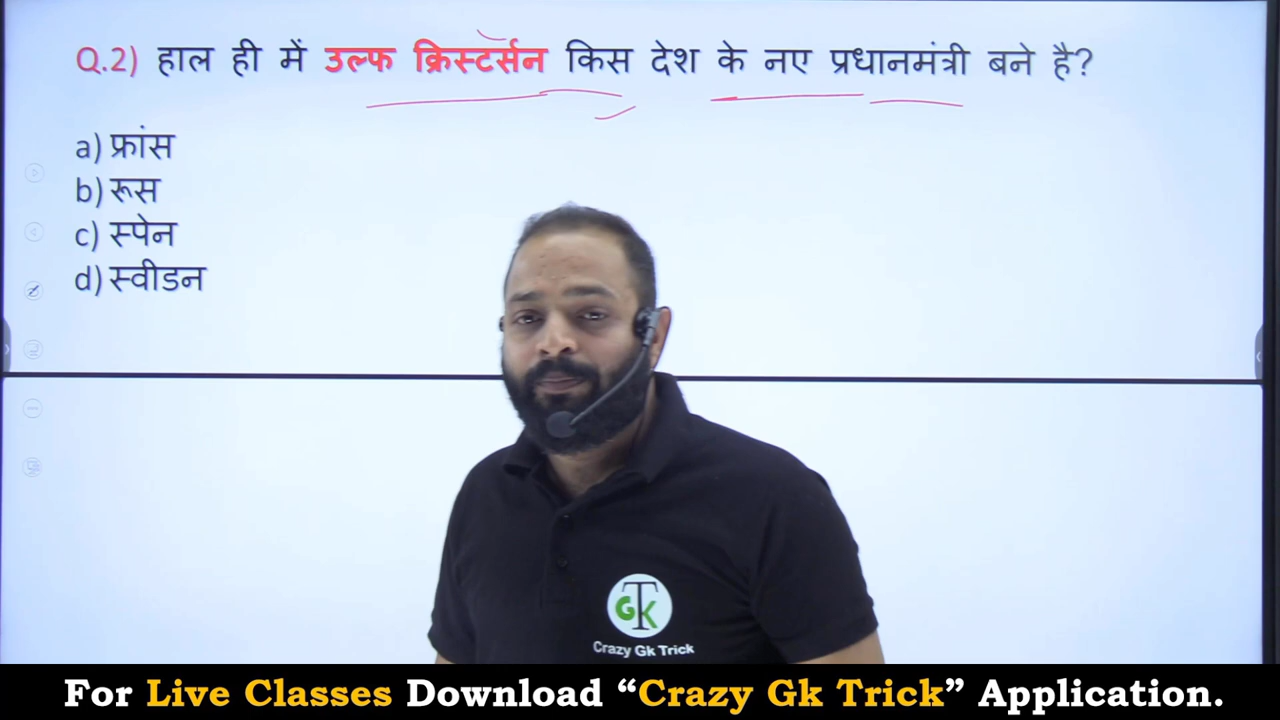 Q.2) हाल ही में उल्फ क्रिस्टर्सन किस देश के नए प्रधानमंत्री बने है?
a) फ्रांस
b) रूस
c) स्पेन
d) स्वीडन
GTK
Crazy Gk Trick
For Live Classes Download “Crazy Gk Trick” Application.